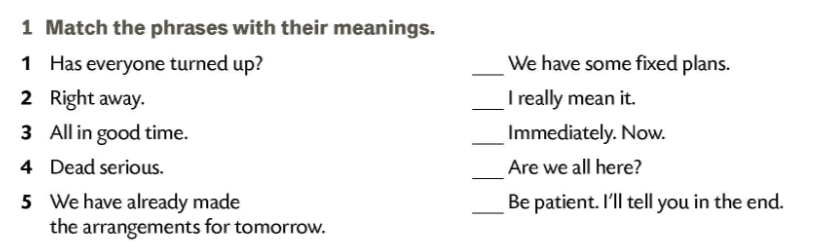 1 Match the phrases with their meanings.
1 Has everyone turned up? ___ We have some fixed plans.
2 Right away. ___ I really mean it.
3 All in good time. ___ Immediately. Now.
4 Dead serious. ___ Are we all here?
5 We have already made ___ Be patient. I'll tell you in the end.
the arrangements for tomorrow.